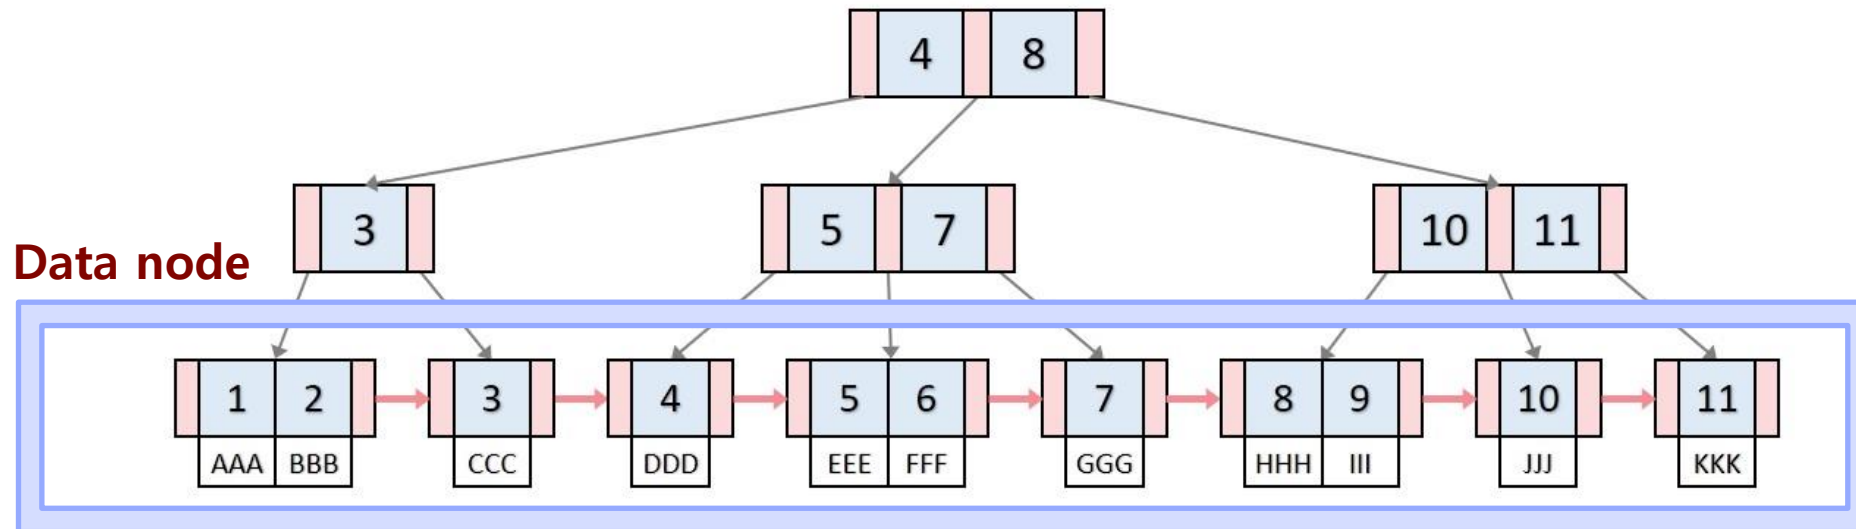 4 8
3 5 7 10 11
Data node
1 2 3 4 5 6 7 8 9 10 11
AAA BBB CCC DDD EEE FFF GGG HHH III JJJ KKK